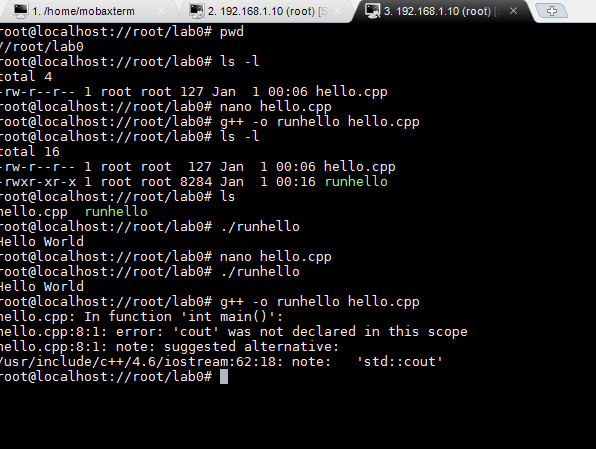 1. /home/mobaxterm
2. 192.168.1.10 (root) [S
3. 192.168.1.10 (root)
root@localhost://root/lab0# pwd
//root/lab0
root@localhost://root/lab0# ls -l
total 4
-rw-r--r-- 1 root root 127 Jan  1 00:06 hello.cpp
root@localhost://root/lab0# nano hello.cpp
root@localhost://root/lab0# g++ -o runhello hello.cpp
root@localhost://root/lab0# ls -l
total 16
-rw-r--r-- 1 root root  127 Jan  1 00:06 hello.cpp
-rwxr-xr-x 1 root root 8284 Jan  1 00:16 runhello
root@localhost://root/lab0# ls
hello.cpp  runhello
root@localhost://root/lab0# ./runhello
Hello World
root@localhost://root/lab0# nano hello.cpp
root@localhost://root/lab0# ./runhello
Hello World
root@localhost://root/lab0# g++ -o runhello hello.cpp
hello.cpp: In function 'int main()':
hello.cpp:8:1: error: 'cout' was not declared in this scope
hello.cpp:8:1: note: suggested alternative:
/usr/include/c++/4.6/iostream:62:18: note:   'std::cout'
root@localhost://root/lab0#